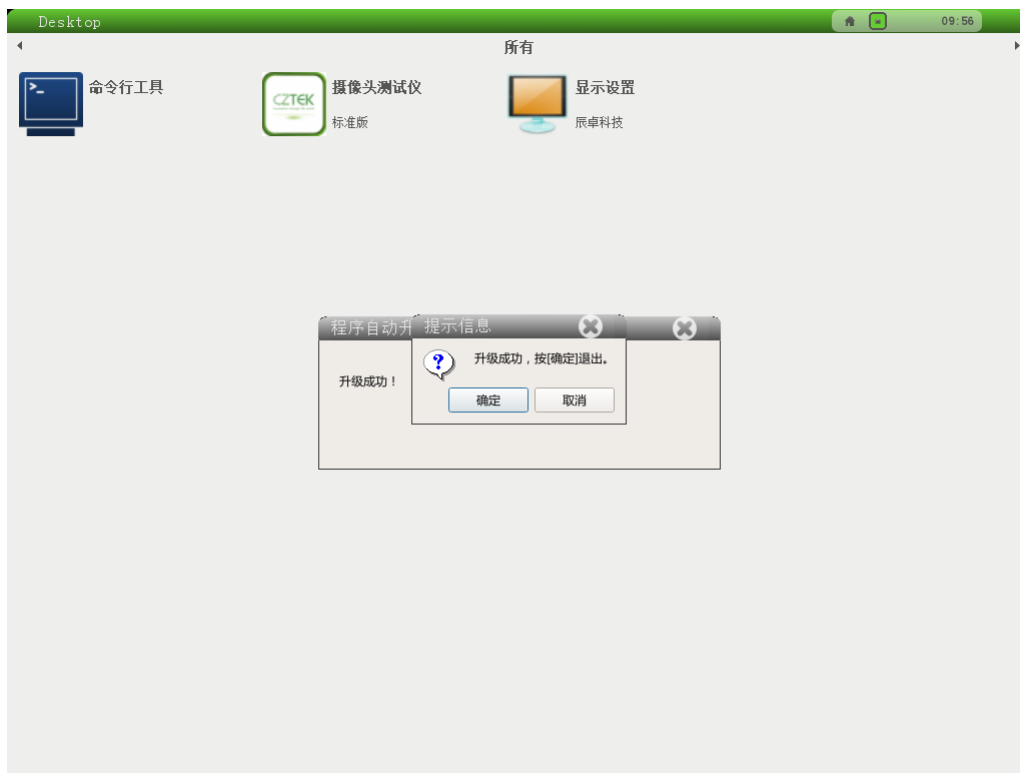 Desktop
09:56
所有
命令行工具
CZTEK
摄像头测试仪
标准版
显示设置
辰卓科技
程序自动升
提示信息
升级成功，按[确定]退出。
升级成功！
确定
取消